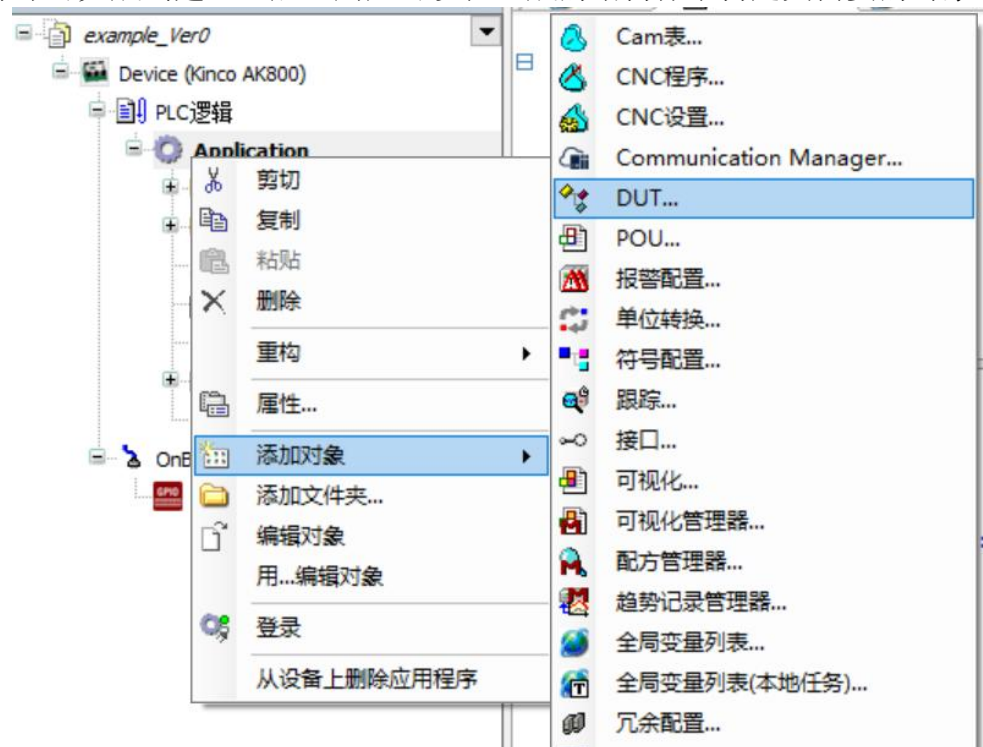 example_Ver0
Device (Kinco AK800)
PLC逻辑
Application
剪切
复制
粘贴
删除
重构
属性...
添加对象
添加文件夹...
编辑对象
用...编辑对象
登录
从设备上删除应用程序
OnB
GPIO
Cam表...
CNC程序...
CNC设置...
Communication Manager...
DUT...
POU...
报警配置...
单位转换...
符号配置...
跟踪...
接口...
可视化...
可视化管理器...
配方管理器...
趋势记录管理器...
全局变量列表...
全局变量列表(本地任务)...
冗余配置...